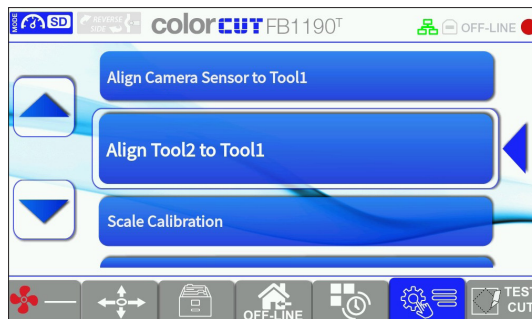 MODE SD REVERSE SIDE colorCUT FB1190T OFF-LINE
Align Camera Sensor to Tool1
Align Tool2 to Tool1
Scale Calibration
OFF-LINE
TEST
CUT